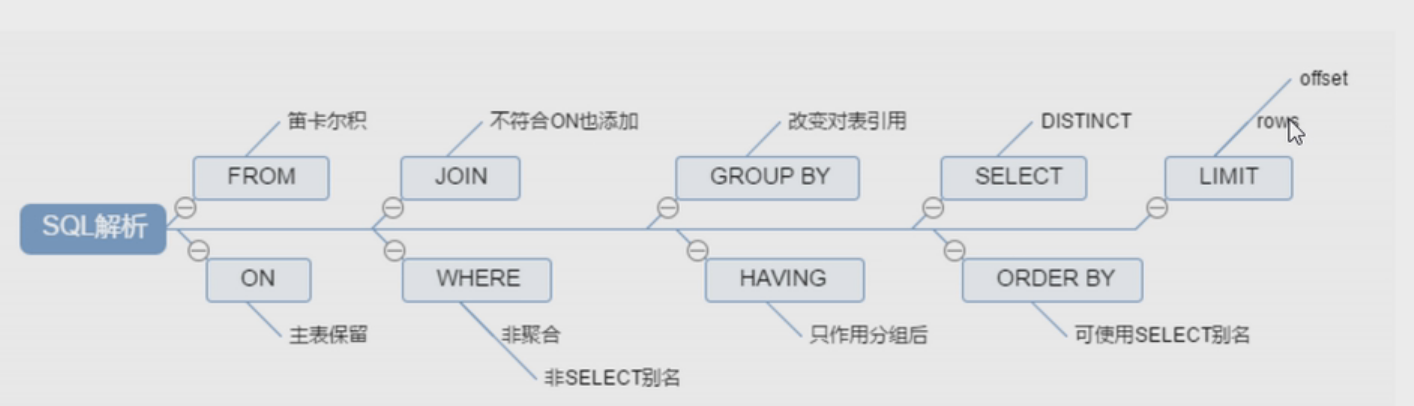 offset
rows
笛卡尔积
不符合ON也添加
改变对表引用
DISTINCT
FROM
JOIN
GROUP BY
SELECT
LIMIT
SQL解析
ON
WHERE
HAVING
ORDER BY
主表保留
非聚合
只作用分组后
可使用SELECT别名
非SELECT别名